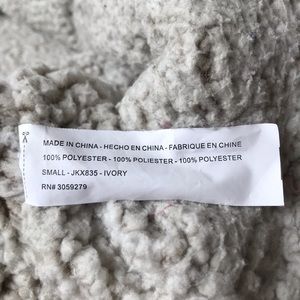 MADE IN CHINA - HECHO EN CHINA - FABRIQUE EN CHINE
100% POLYESTER - 100% POLIESTER - 100% POLYESTER
SMALL - JKX835 - IVORY
RN# 3059279